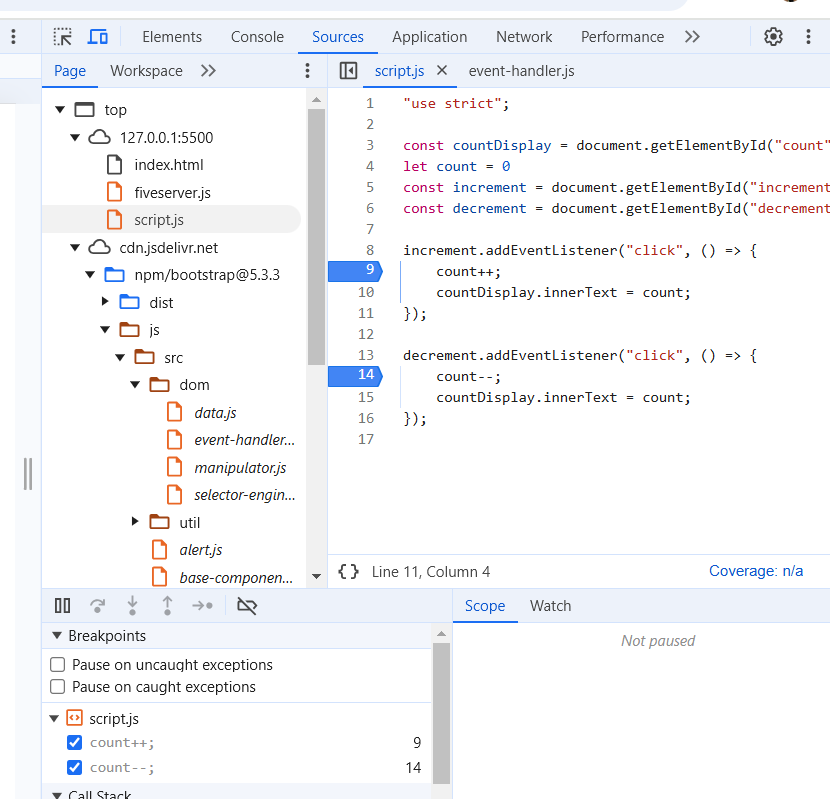 Elements Console Sources Application Network Performance
Page Workspace
top
127.0.0.1:5500
index.html
fiveserver.js
script.js
cdn.jsdelivr.net
npm/bootstrap@5.3.3
dist
js
src
dom
data.js
event-handler...
manipulator.js
selector-engin...
util
alert.js
base-componen...
script.js event-handler.js
1 "use strict";
2
3 const countDisplay = document.getElementById("count"
4 let count = 0
5 const increment = document.getElementById("increment
6 const decrement = document.getElementById("decrement
7
8 increment.addEventListener("click", () => {
9 count++;
10 countDisplay.innerText = count;
11 });
12
13 decrement.addEventListener("click", () => {
14 count--;
15 countDisplay.innerText = count;
16 });
17
{ } Line 11, Column 4 Coverage: n/a
Breakpoints
Pause on uncaught exceptions
Pause on caught exceptions
script.js
count++; 9
count--; 14
Call Stack
Scope Watch
Not paused